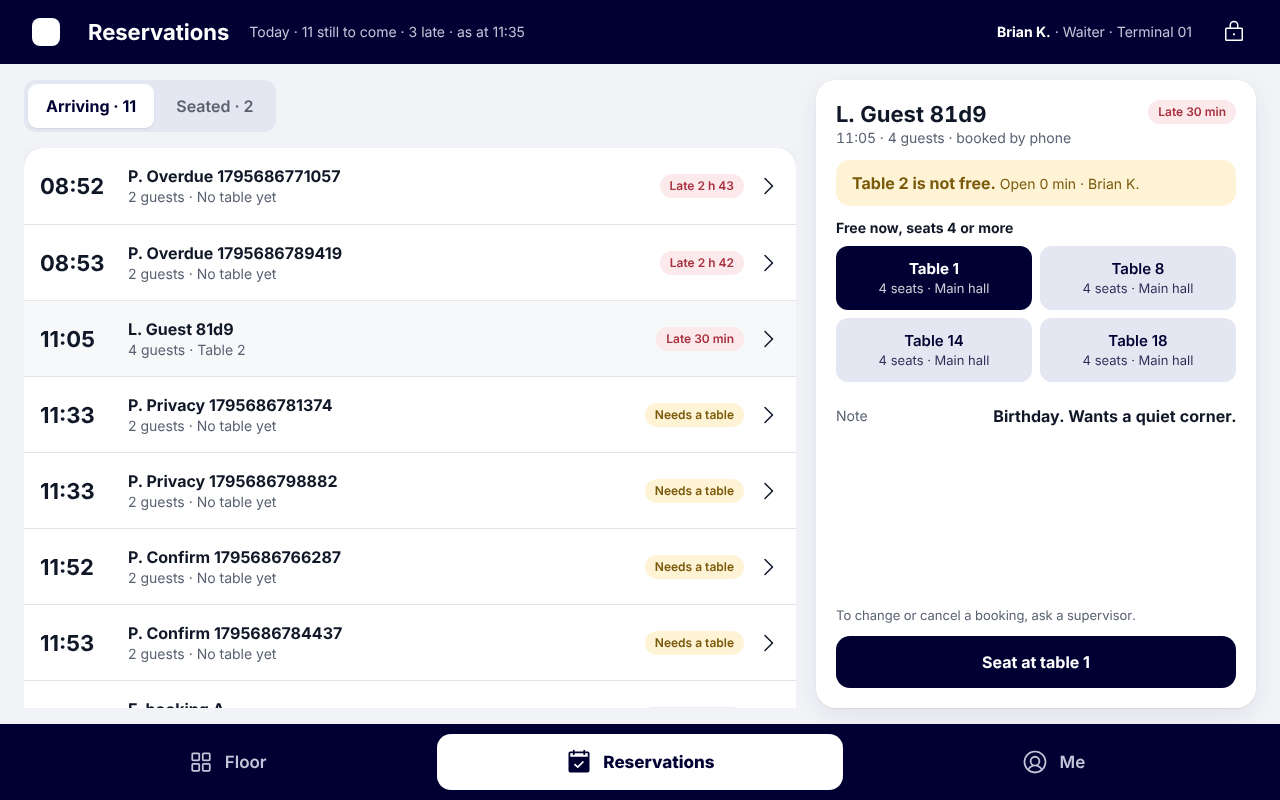 Reservations
Today · 11 still to come · 3 late · as at 11:35
Brian K. · Waiter · Terminal 01
Arriving · 11
Seated · 2
08:52
P. Overdue 1795686771057
2 guests · No table yet
Late 2 h 43
08:53
P. Overdue 1795686789419
2 guests · No table yet
Late 2 h 42
11:05
L. Guest 81d9
4 guests · Table 2
Late 30 min
11:33
P. Privacy 1795686781374
2 guests · No table yet
Needs a table
11:33
P. Privacy 1795686798882
2 guests · No table yet
Needs a table
11:52
P. Confirm 1795686766287
2 guests · No table yet
Needs a table
11:53
P. Confirm 1795686784437
2 guests · No table yet
Needs a table
L. Guest 81d9
Late 30 min
11:05 · 4 guests · booked by phone
Table 2 is not free. Open 0 min · Brian K.
Free now, seats 4 or more
Table 1
4 seats · Main hall
Table 8
4 seats · Main hall
Table 14
4 seats · Main hall
Table 18
4 seats · Main hall
Note
Birthday. Wants a quiet corner.
To change or cancel a booking, ask a supervisor.
Seat at table 1
Floor
Reservations
Me